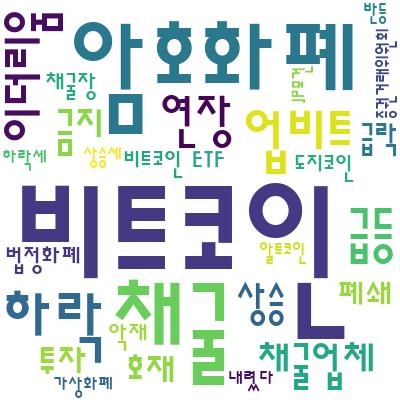 이더리움
암호화폐
반등
증권거래위원회
JP모건
채굴장
금지
연장
업비트
급락
하락세
상승세
비트코인 ETF
도지코인
비트코인
급등
법정화폐
알트코인
하락
채굴
상승
폐쇄
악재
투자
호재
채굴업체
가상화폐
내렸다